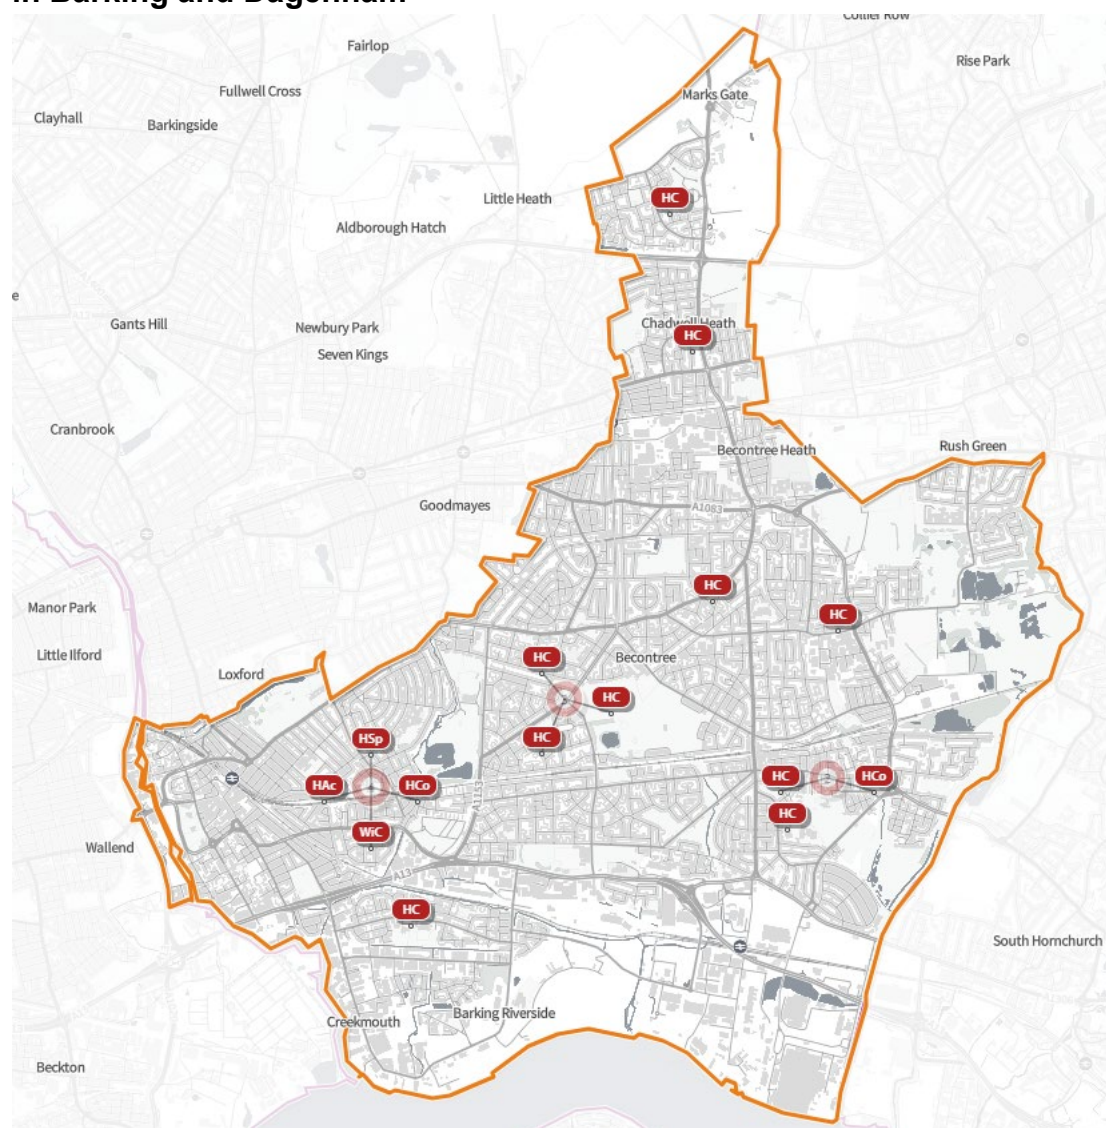 in Barking and Dagenham
Collier Row
Fairlop
Rise Park
Fullwell Cross
Marks Gate
Clayhall
Barkingside
HC
Little Heath
Aldborough Hatch
e
Gants Hill
Newbury Park
Chadwell Heath
HC
Seven Kings
Cranbrook
Becontree Heath
Rush Green
Goodmayes
A1083
HC
Manor Park
HC
Little Ilford
HC
Becontree
Loxford
HC
HSp
HC
HAc
HCo
A1153
HC
HCo
HC
WiC
Wallend
A13
HC
South Hornchurch
Creekmouth
Barking Riverside
Beckton